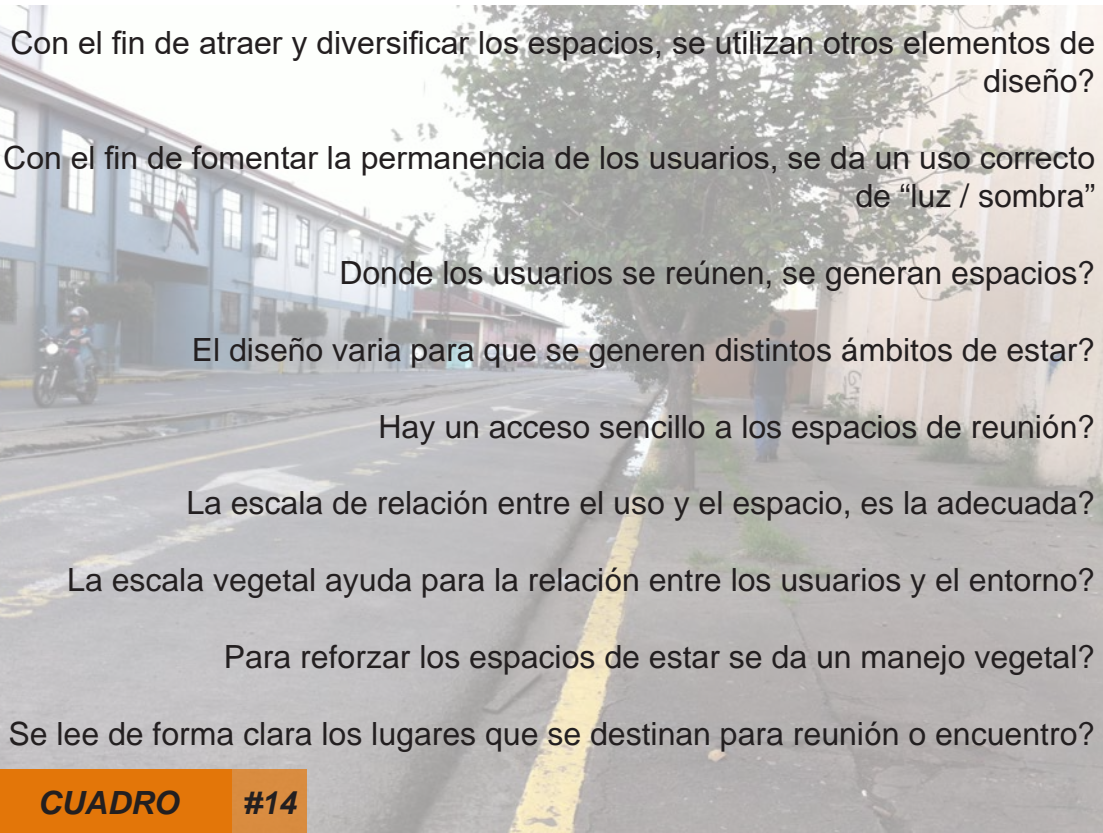 Con el fin de atraer y diversificar los espacios, se utilizan otros elementos de
diseño?
Con el fin de fomentar la permanencia de los usuarios, se da un uso correcto
de “luz / sombra”
Donde los usuarios se reúnen, se generan espacios?
El diseño varia para que se generen distintos ámbitos de estar?
Hay un acceso sencillo a los espacios de reunión?
La escala de relación entre el uso y el espacio, es la adecuada?
La escala vegetal ayuda para la relación entre los usuarios y el entorno?
Para reforzar los espacios de estar se da un manejo vegetal?
Se lee de forma clara los lugares que se destinan para reunión o encuentro?
CUADRO #14